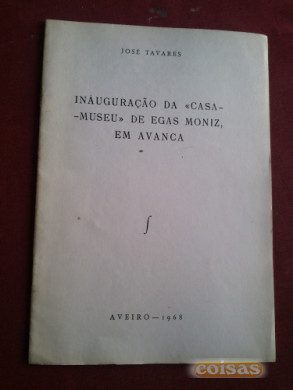 JOSÉ TAVARES
INAUGURAÇÃO DA «CASA-
-MUSEU» DE EGAS MONIZ,
EM AVANCA
∫
AVEIRO — 1968
coisas